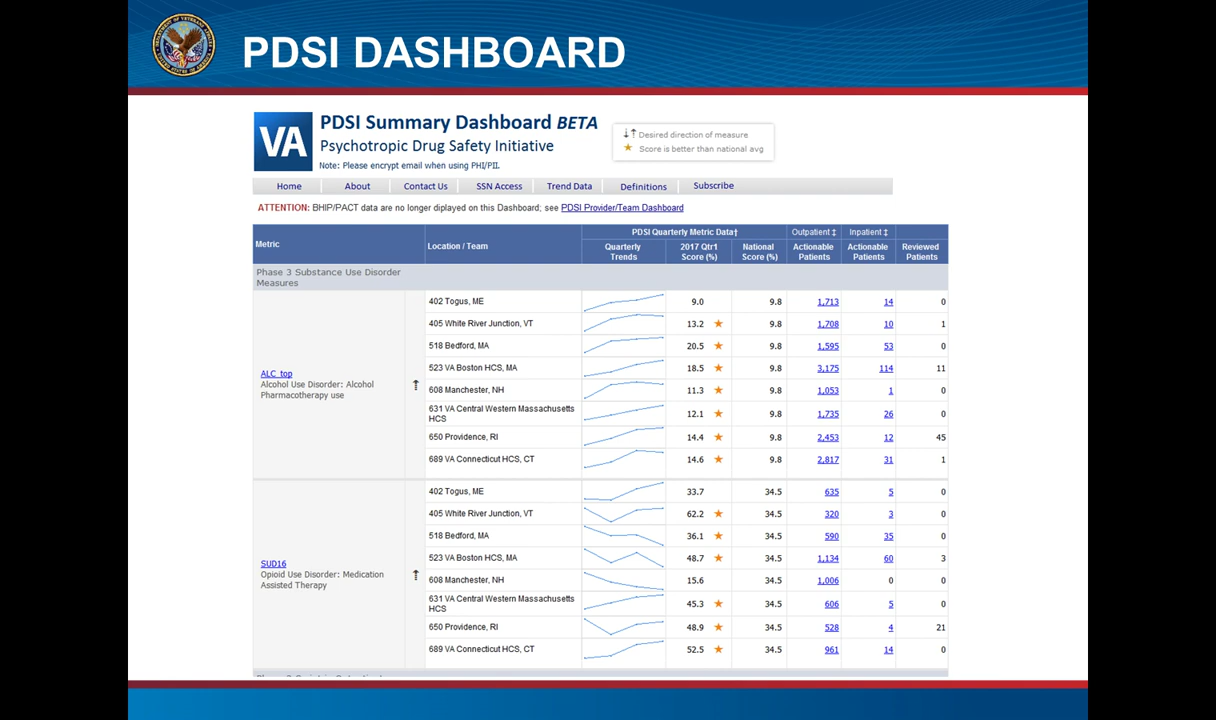 PDSI DASHBOARD
VA
PDSI Summary Dashboard BETA
Psychotropic Drug Safety Initiative
Note: Please encrypt email when using PHI/PII.
↓↑ Desired direction of measure
★ Score is better than national avg
Home About Contact Us SSN Access Trend Data Definitions Subscribe
ATTENTION: BHIP/PACT data are no longer diplayed on this Dashboard; see PDSI Provider/Team Dashboard
PDSI Quarterly Metric Data† Outpatient ‡ Inpatient ‡
Metric Location / Team Quarterly Trends 2017 Qtr1 Score (%) National Score (%) Actionable Patients Actionable Patients Reviewed Patients
Phase 3 Substance Use Disorder
Measures
ALC_top
Alcohol Use Disorder: Alcohol
Pharmacotherapy use
↑
402 Togus, ME 9.0 9.8 1,713 14 0
405 White River Junction, VT 13.2 ★ 9.8 1,708 10 1
518 Bedford, MA 20.5 ★ 9.8 1,595 53 0
523 VA Boston HCS, MA 18.5 ★ 9.8 3,175 114 11
608 Manchester, NH 11.3 ★ 9.8 1,053 1 0
631 VA Central Western Massachusetts
HCS 12.1 ★ 9.8 1,735 26 0
650 Providence, RI 14.4 ★ 9.8 2,453 12 45
689 VA Connecticut HCS, CT 14.6 ★ 9.8 2,817 31 1
SUD16
Opioid Use Disorder: Medication
Assisted Therapy
↑
402 Togus, ME 33.7 34.5 635 5 0
405 White River Junction, VT 62.2 ★ 34.5 320 3 0
518 Bedford, MA 36.1 ★ 34.5 590 35 0
523 VA Boston HCS, MA 48.7 ★ 34.5 1,134 60 3
608 Manchester, NH 15.6 34.5 1,006 0 0
631 VA Central Western Massachusetts
HCS 45.3 ★ 34.5 606 5 0
650 Providence, RI 48.9 ★ 34.5 528 4 21
689 VA Connecticut HCS, CT 52.5 ★ 34.5 961 14 0